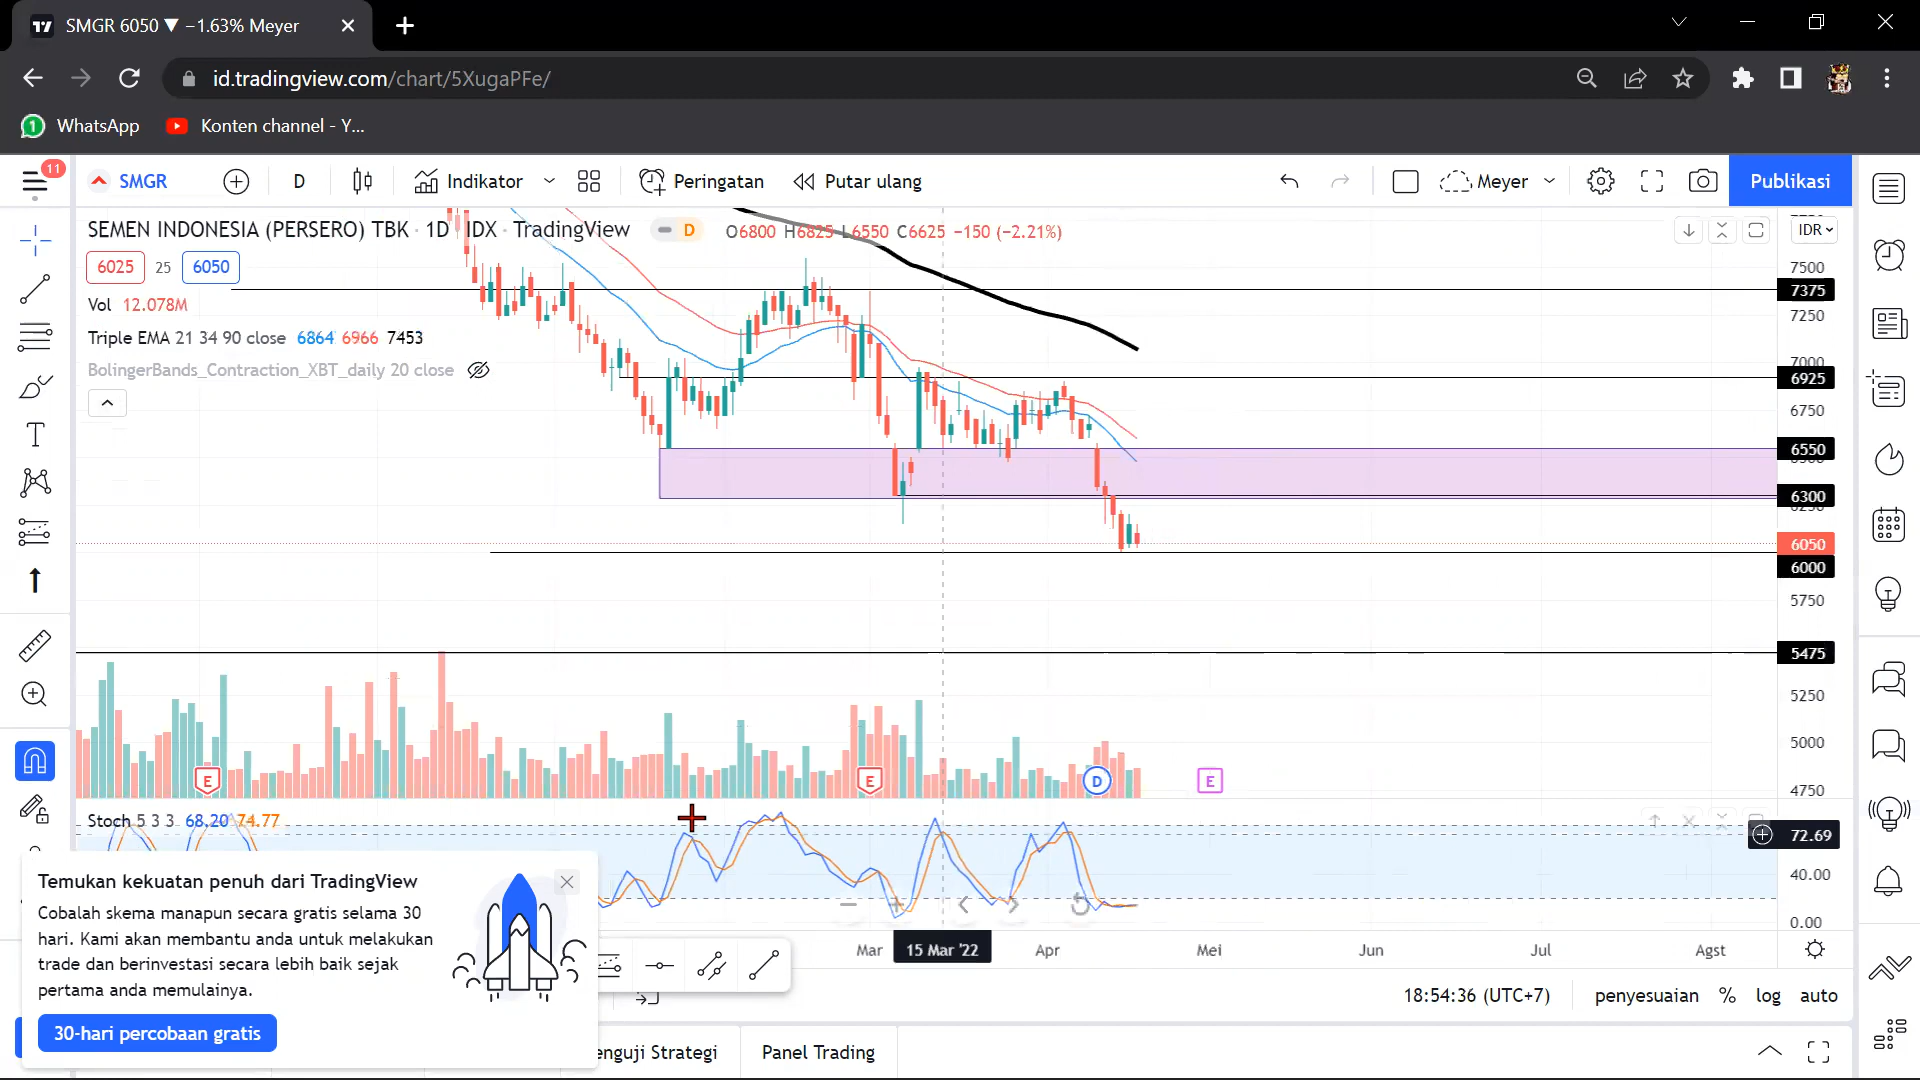 SMGR 6050 ▼ −1.63% Meyer
id.tradingview.com/chart/5XugaPFe/
WhatsApp
Konten channel - Y...
11
SMGR
D
Indikator
Peringatan
Putar ulang
Meyer
Publikasi
SEMEN INDONESIA (PERSERO) TBK · 1D · IDX · TradingView
D
O6800 H6825 L6550 C6625 −150 (−2.21%)
IDR
6025
25
6050
Vol 12.078M
Triple EMA 21 34 90 close 6864 6966 7453
BolingerBands_Contraction_XBT_daily 20 close
7500
7375
7250
7000
6925
6750
6550
6300
6050
6000
5750
5475
5250
5000
4750
E
E
D
E
Stoch 5 3 3 68.20 74.77
72.69
40.00
0.00
Mar
15 Mar '22
Apr
Mei
Jun
Jul
Agst
Temukan kekuatan penuh dari TradingView
Cobalah skema manapun secara gratis selama 30
hari. Kami akan membantu anda untuk melakukan
trade dan berinvestasi secara lebih baik sejak
pertama anda memulainya.
30-hari percobaan gratis
18:54:36 (UTC+7)
penyesuaian
%
log
auto
enguji Strategi
Panel Trading